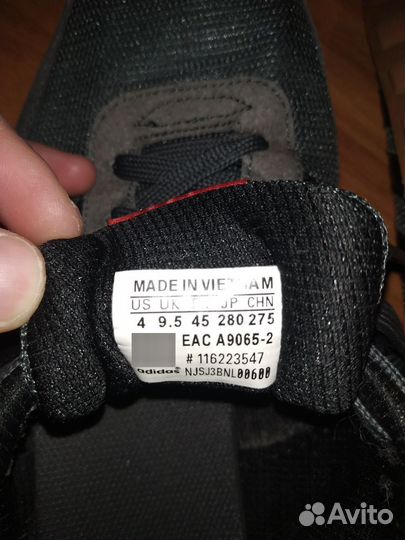 MADE IN VIETNAM
US UK JP CHN
4 9.5 45 280 275
EAC A9065-2
# 116223547
adidas NJSJ3BNL00600
Avito